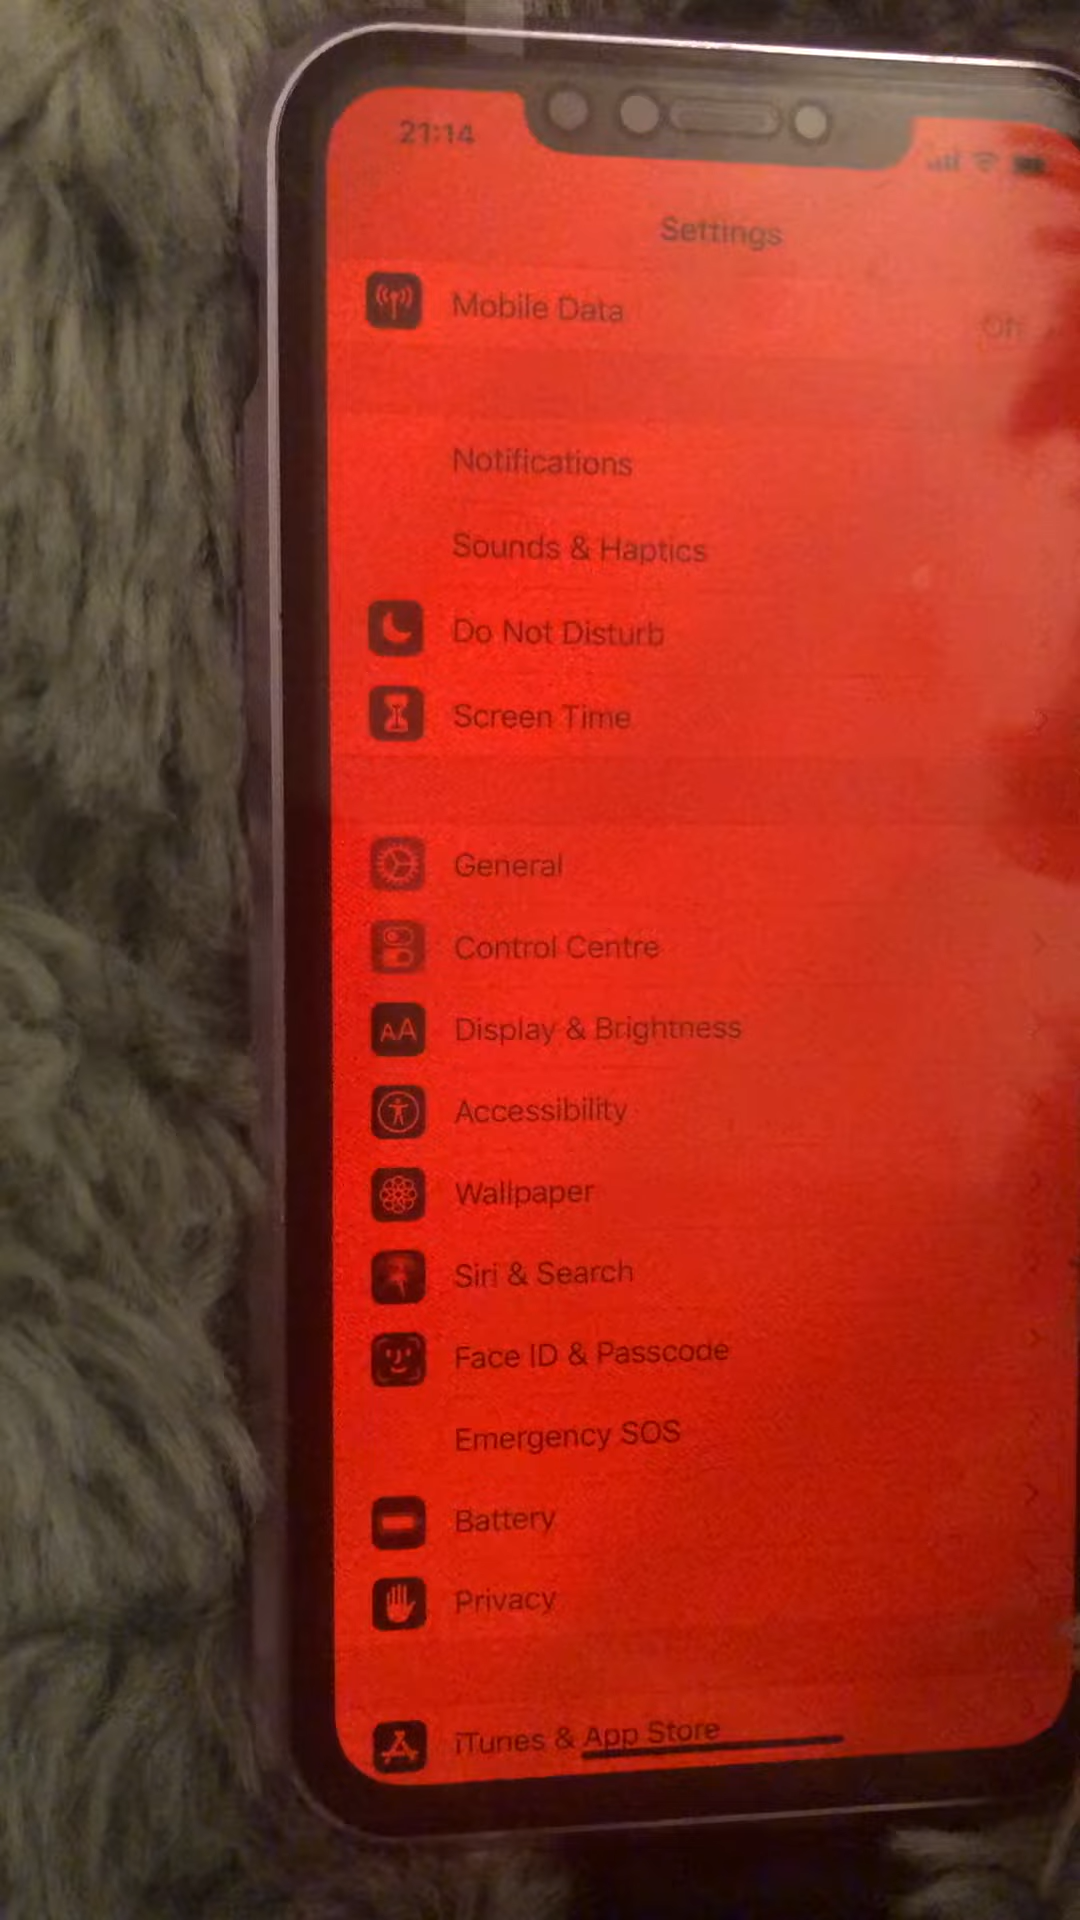 21:14
Settings
Mobile Data
Notifications
Sounds & Haptics
Do Not Disturb
Screen Time
General
Control Centre
AA
Display & Brightness
Accessibility
Wallpaper
Siri & Search
Face ID & Passcode
Emergency SOS
Battery
Privacy
iTunes & App Store